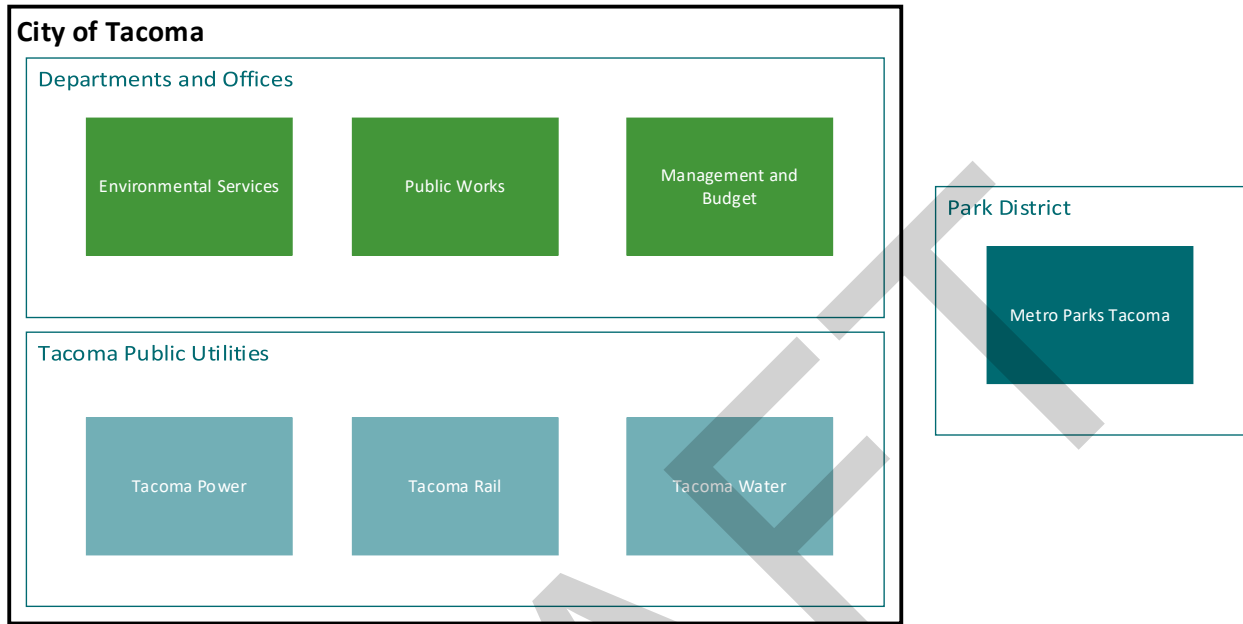 City of Tacoma
Departments and Offices
Environmental Services
Public Works
Management and
Budget
Park District
Metro Parks Tacoma
Tacoma Public Utilities
Tacoma Power
Tacoma Rail
Tacoma Water
AFT